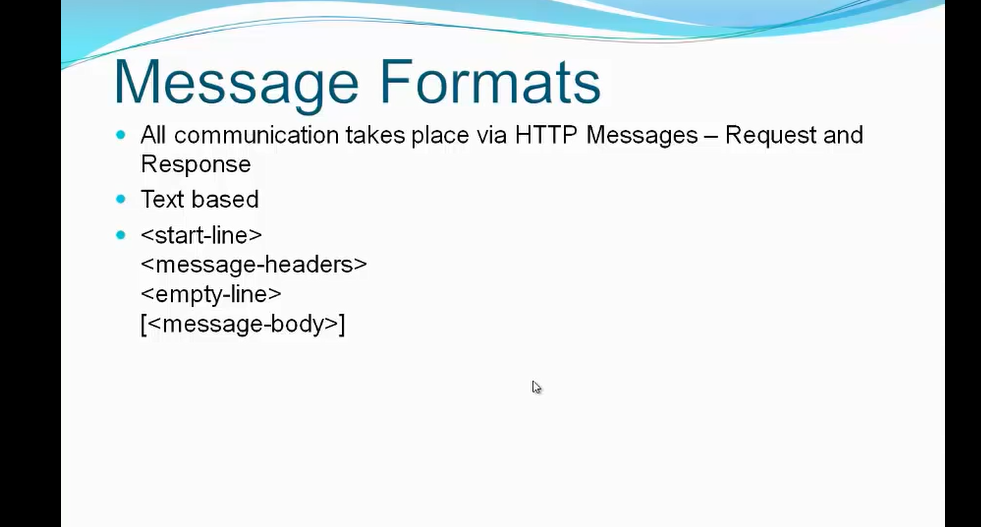 Message Formats
All communication takes place via HTTP Messages – Request and
Response
Text based
<start-line>
<message-headers>
<empty-line>
[<message-body>]